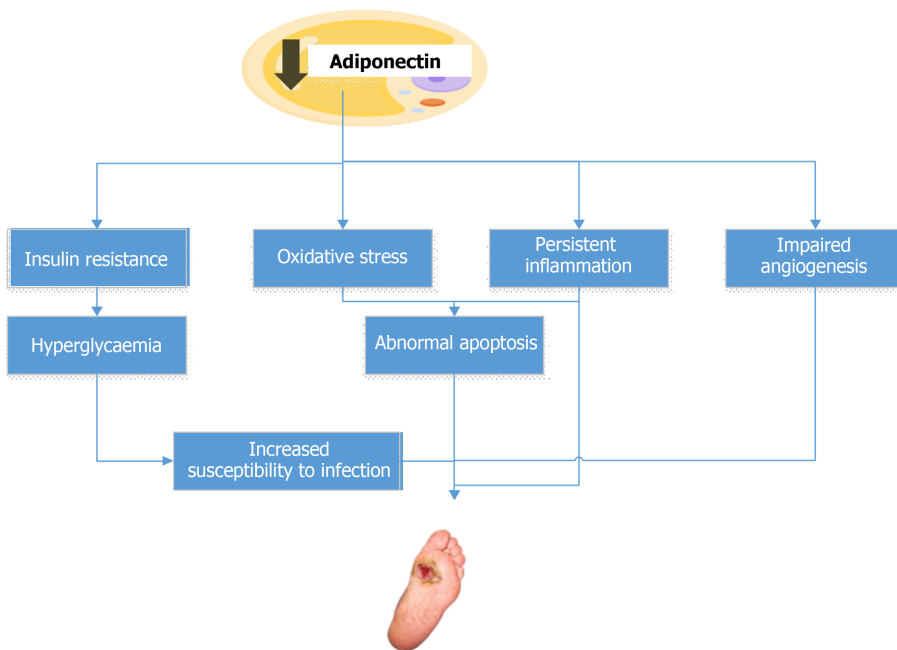 Adiponectin
Insulin resistance
Oxidative stress
Persistent
inflammation
Impaired
angiogenesis
Hyperglycaemia
Abnormal apoptosis
Increased
susceptibility to infection